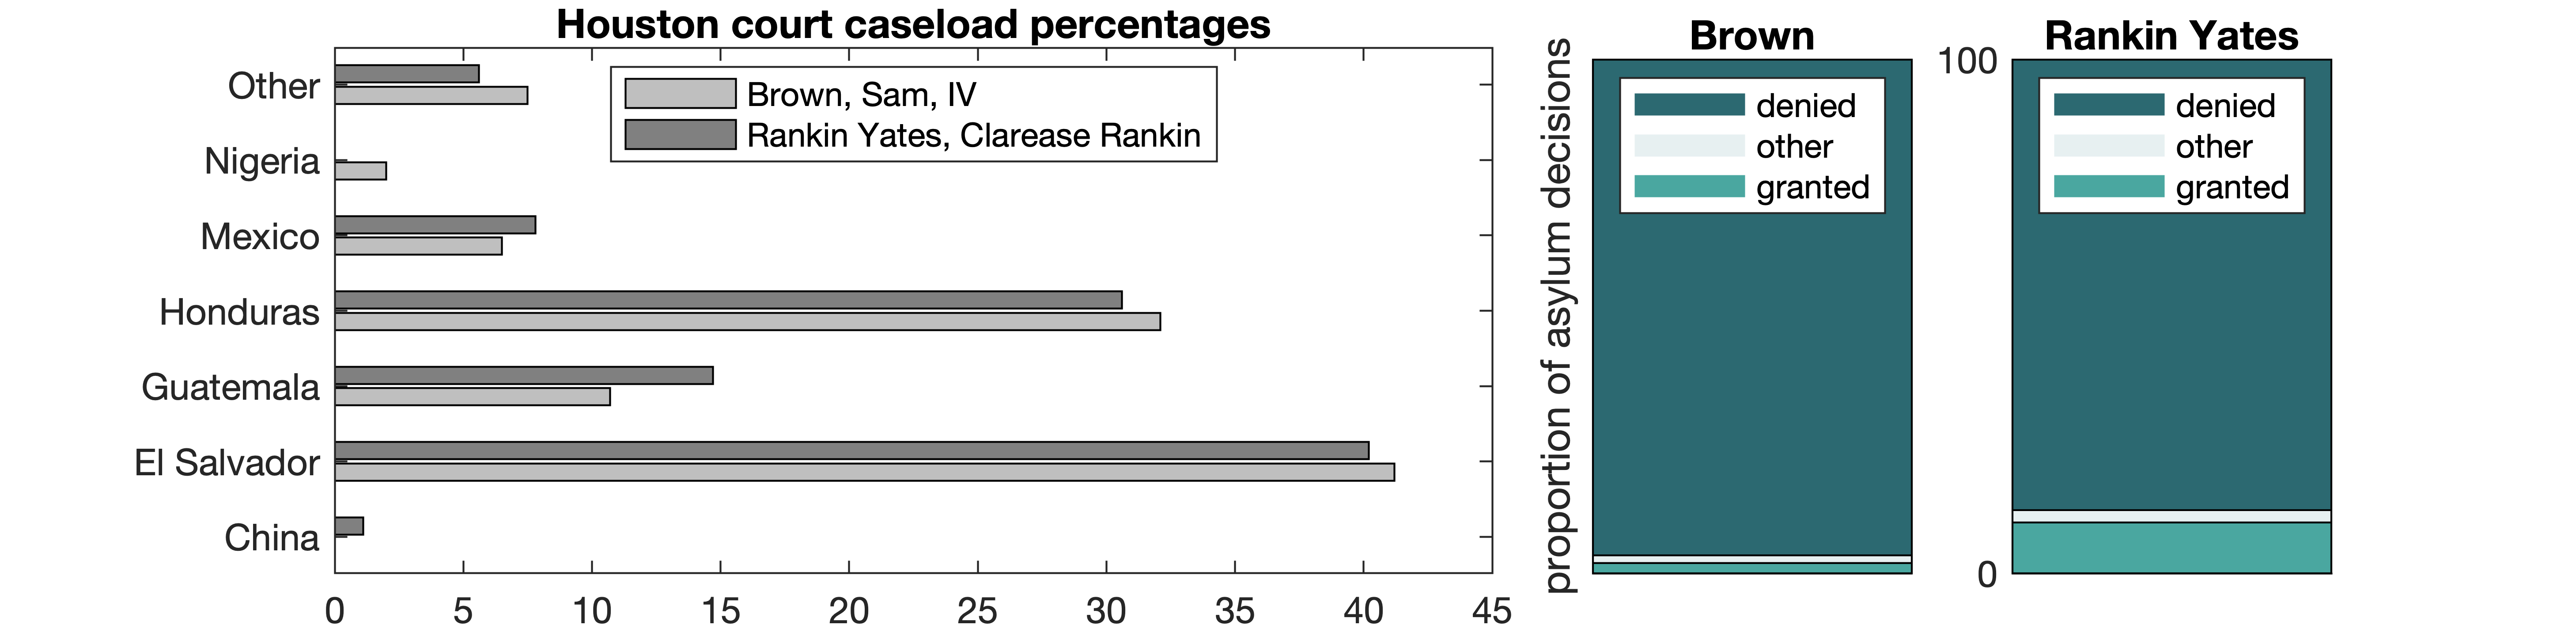 Houston court caseload percentages
Brown, Sam, IV
Rankin Yates, Clarease Rankin
Other
Nigeria
Mexico
Honduras
Guatemala
El Salvador
China
0 5 10 15 20 25 30 35 40 45
proportion of asylum decisions
Brown
denied
other
granted
Rankin Yates
100
0
denied
other
granted